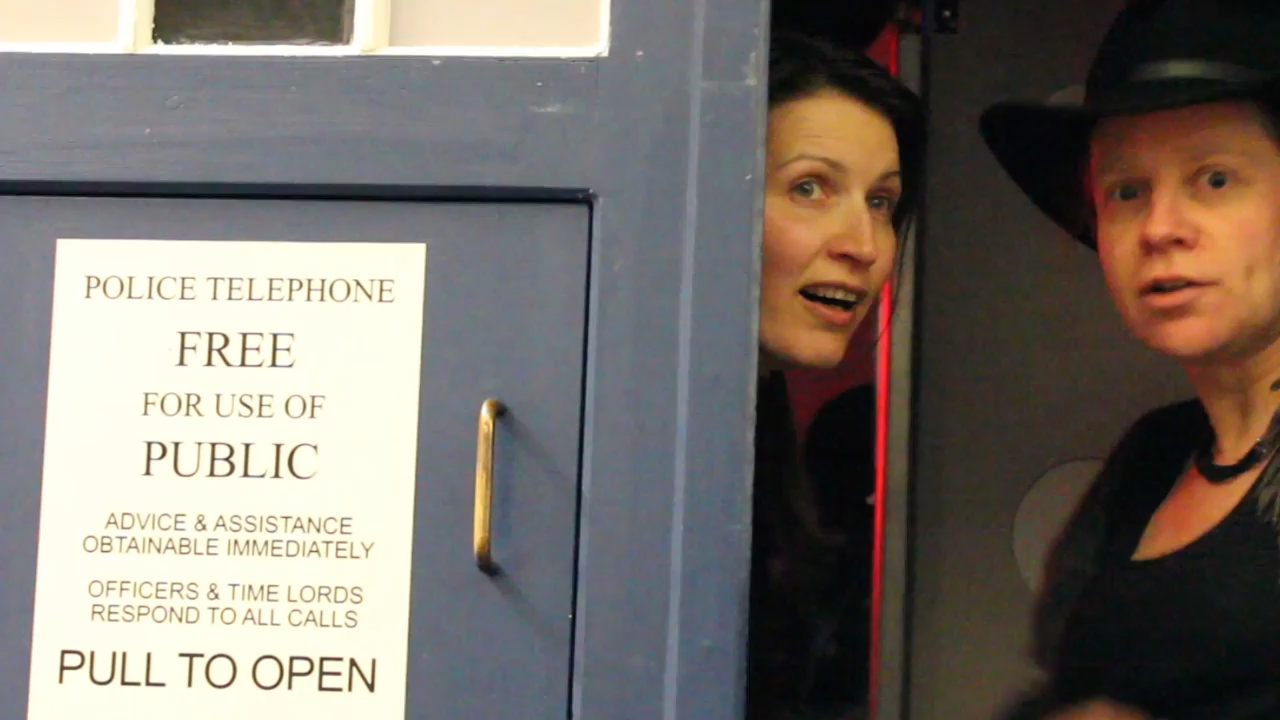 POLICE TELEPHONE
FREE
FOR USE OF
PUBLIC
ADVICE & ASSISTANCE
OBTAINABLE IMMEDIATELY
OFFICERS & TIME LORDS
RESPOND TO ALL CALLS
PULL TO OPEN